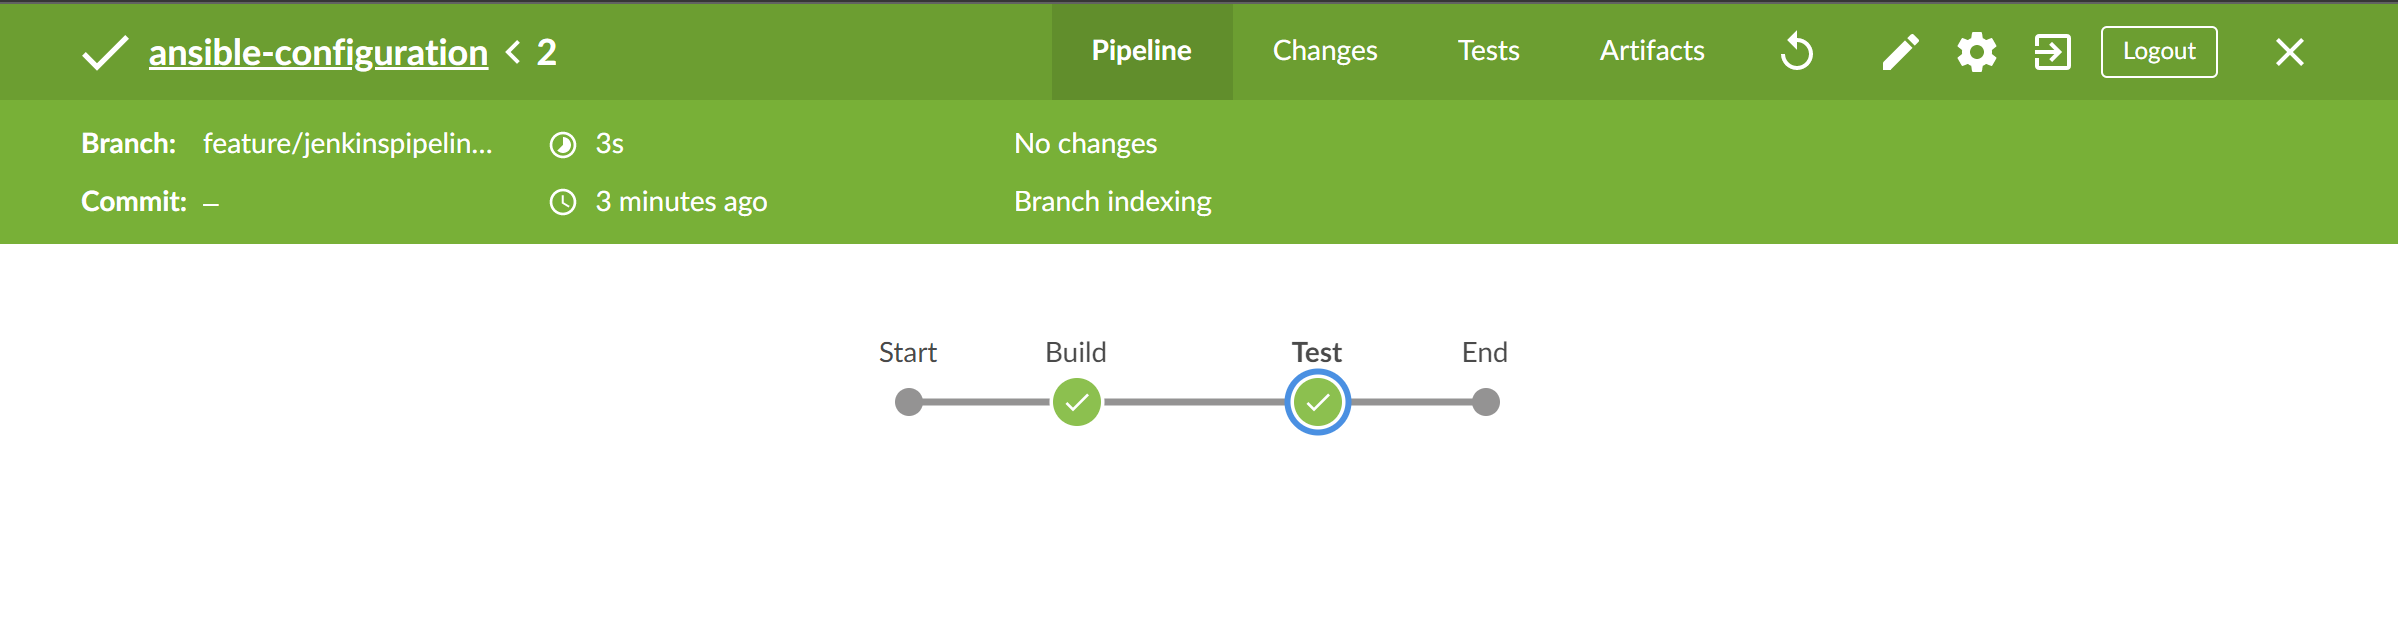 ansible-configuration < 2 Pipeline Changes Tests Artifacts Logout
Branch: feature/jenkinspipelin... 3s No changes
Commit: – 3 minutes ago Branch indexing
Start Build Test End